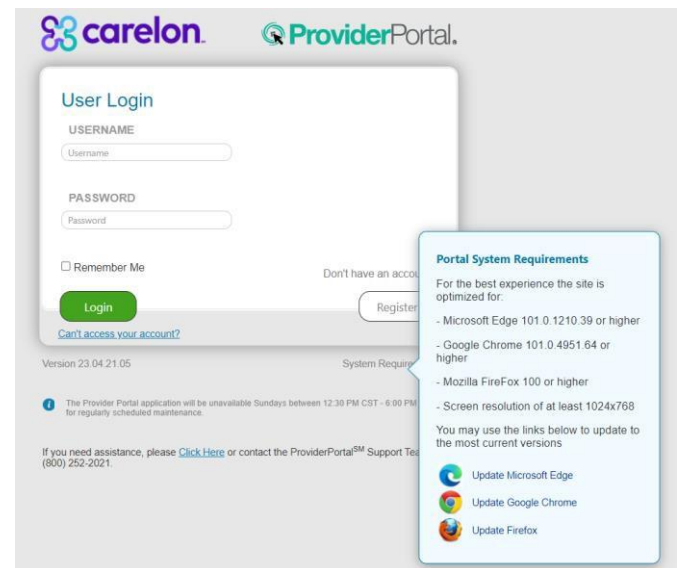 carelon
ProviderPortal.
User Login
USERNAME
Username
PASSWORD
Password
Remember Me
Don't have an accou
Login
Register
Can't access your account?
Version 23.04.21.05
System Require
The Provider Portal application will be unavailable Sundays between 12:30 PM CST - 6:00 PM
for regularly scheduled maintenance.
If you need assistance, please Click Here or contact the ProviderPortal℠ Support Tea
(800) 252-2021.
Portal System Requirements
For the best experience the site is
optimized for:
- Microsoft Edge 101.0.1210.39 or higher
- Google Chrome 101.0.4951.64 or
higher
- Mozilla FireFox 100 or higher
- Screen resolution of at least 1024x768
You may use the links below to update to
the most current versions
Update Microsoft Edge
Update Google Chrome
Update Firefox